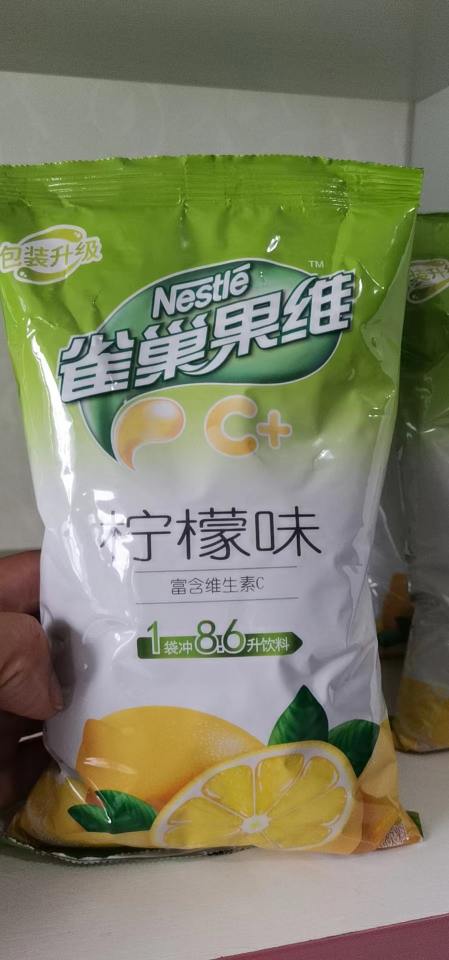 包装升级
Nestlé
TM
雀巢果维
C+
柠檬味
富含维生素C
1袋冲8.6升饮料